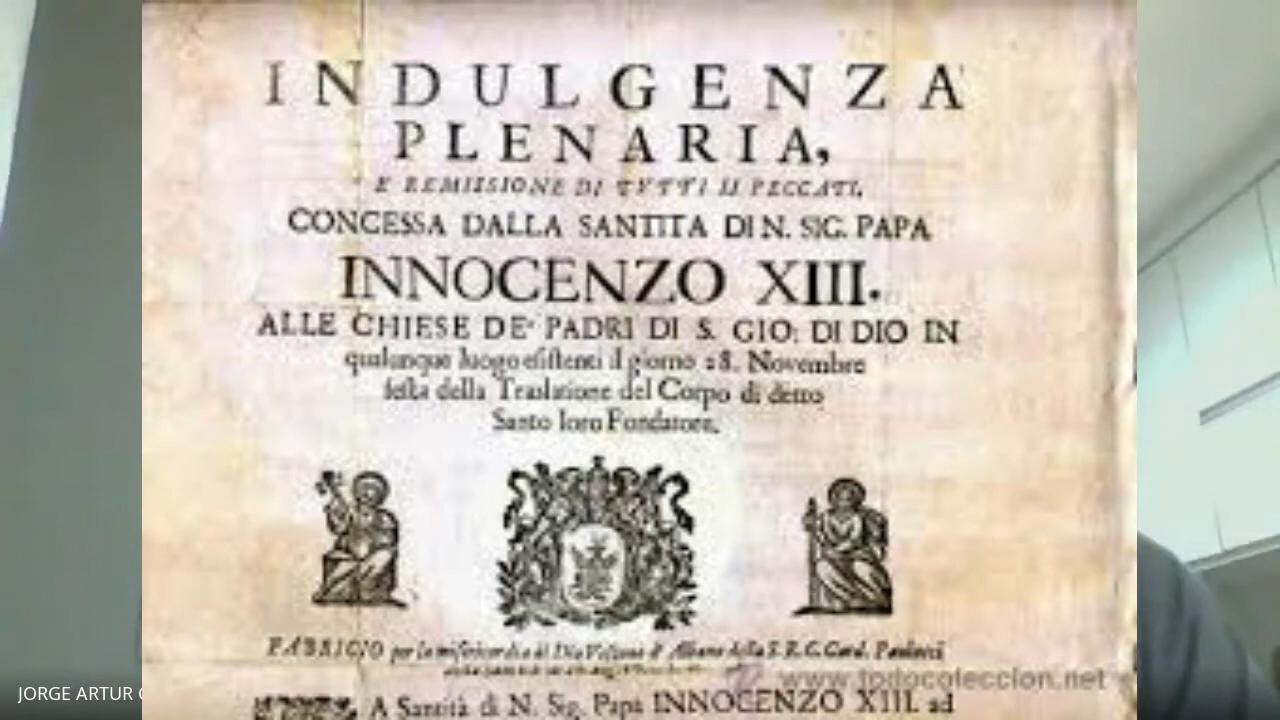 INDULGENZA
PLENARIA,
E REMISSIONE DI TVTTI II PECCATI.
CONCESSA DALLA SANTITA DI N. SIG. PAPA
INNOCENZO XIII.
ALLE CHIESE DE' PADRI DI S. GIO: DI DIO IN
qualunque luogo esistenti il giorno 28. Novembre
festa della Traslatione del Corpo di detto
Santo loro Fondatore.
FABRICIO per la misericordia di Dio Vescovo d' Albano della S.R.C. Card. Paolucci
www.todocoleccion.net
A Santità di N. Sig. Papa INNOCENZO XIII. ad
JORGE ARTUR